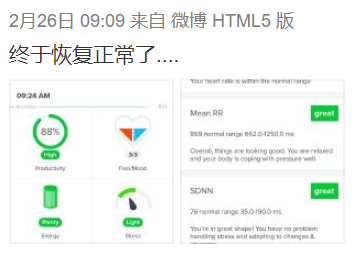 2月26日 09:09 来自 微博 HTML5 版
终于恢复正常了....
09:24 AM
Accuracy
92%
88%
High
Productivity
3/3
Feel/Mood
Plenty
Energy
Light
Stress
Your heart rate is within the normal range
Mean RR
great
869 normal range 662.0-1250.0 ms
Overall, things are looking good. You are relaxed
and your body is coping with pressure well.
SDNN
great
76 normal range 35.0-190.0 ms
You're in great shape! You have no problem
handling stress and adapting to changes &